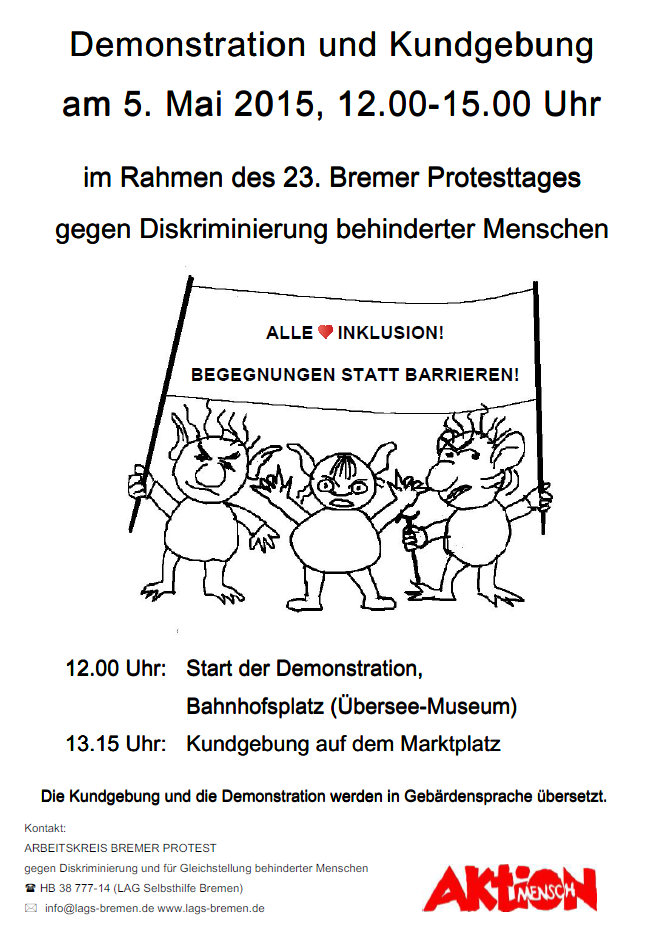 Demonstration und Kundgebung
am 5. Mai 2015, 12.00-15.00 Uhr
im Rahmen des 23. Bremer Protesttages
gegen Diskriminierung behinderter Menschen
ALLE ❤ INKLUSION!
BEGEGNUNGEN STATT BARRIEREN!
12.00 Uhr: Start der Demonstration,
Bahnhofsplatz (Übersee-Museum)
13.15 Uhr: Kundgebung auf dem Marktplatz
Die Kundgebung und die Demonstration werden in Gebärdensprache übersetzt.
Kontakt:
ARBEITSKREIS BREMER PROTEST
gegen Diskriminierung und für Gleichstellung behinderter Menschen
☎ HB 38 777-14 (LAG Selbsthilfe Bremen)
✉ info@lags-bremen.de www.lags-bremen.de
AKTION
MENSCH